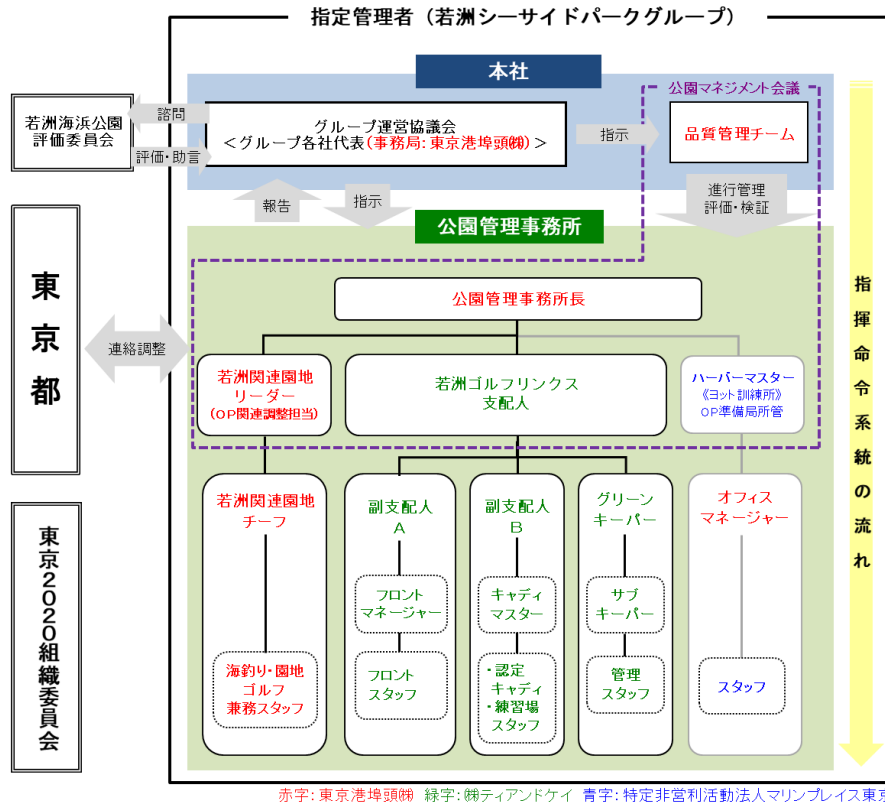 指定管理者（若洲シーサイドパークグループ）
本社
公園マネジメント会議
若洲海浜公園
評価委員会
諮問
評価・助言
グループ運営協議会
＜グループ各社代表(事務局：東京港埠頭㈱)＞
指示
品質管理チーム
報告
指示
進行管理
評価・検証
公園管理事務所
公園管理事務所長
東京都
連絡調整
若洲関連園地
リーダー
(OP関連調整担当)
若洲ゴルフリンクス
支配人
ハーバーマスター
《ヨット訓練所》
OP準備局所管
指揮命令系統の流れ
若洲関連園地
チーフ
副支配人
A
副支配人
B
グリーン
キーパー
オフィス
マネージャー
フロント
マネージャー
キャディ
マスター
サブ
キーパー
海釣り・園地
ゴルフ
兼務スタッフ
フロント
スタッフ
・認定
キャディ
・練習場
スタッフ
管理
スタッフ
スタッフ
東京2020組織委員会
赤字：東京港埠頭㈱ 緑字：㈱ティアンドケイ 青字：特定非営利活動法人マリンプレイス東京